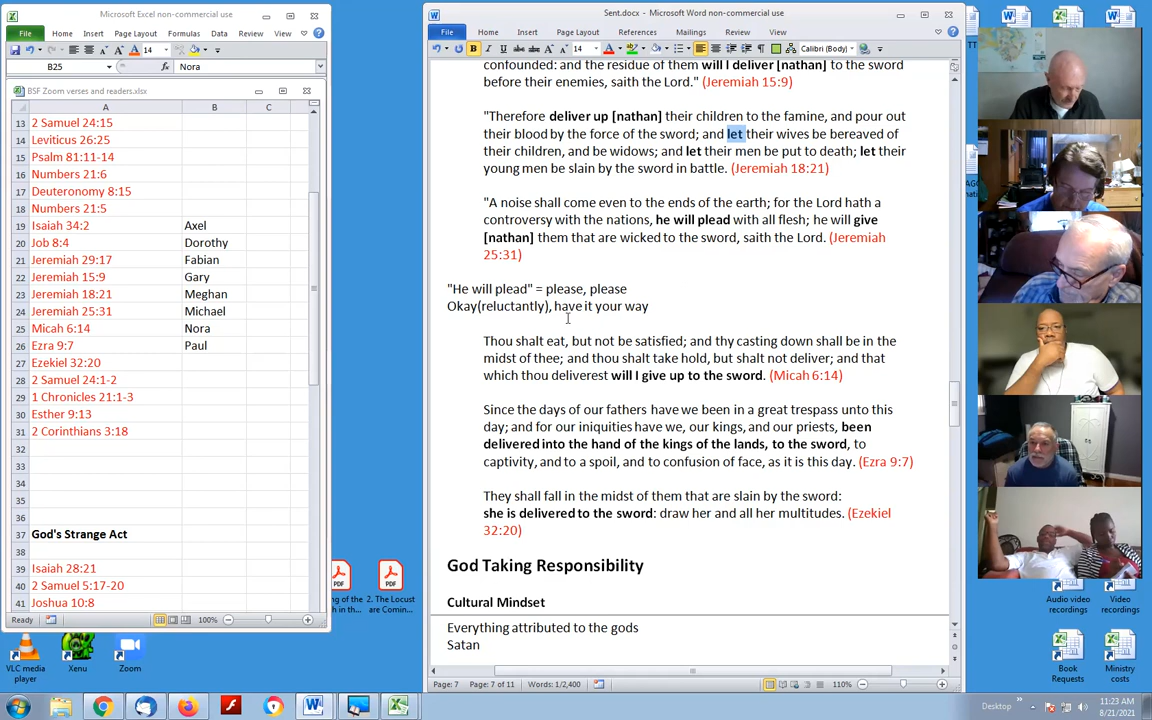 Microsoft Excel non-commercial use
File Home Insert Page Layout Formulas Data Review View
14
B25 fx Nora
BSF Zoom verses and readers.xlsx
A B
13 2 Samuel 24:15
14 Leviticus 26:25
15 Psalm 81:11-14
16 Numbers 21:6
17 Deuteronomy 8:15
18 Numbers 21:5
19 Isaiah 34:2 Axel
20 Job 8:4 Dorothy
21 Jeremiah 29:17 Fabian
22 Jeremiah 15:9 Gary
23 Jeremiah 18:21 Meghan
24 Jeremiah 25:31 Michael
25 Micah 6:14 Nora
26 Ezra 9:7 Paul
27 Ezekiel 32:20
28 2 Samuel 24:1-2
29 1 Chronicles 21:1-3
30 Esther 9:13
31 2 Corinthians 3:18
32
33
34
35
36
37 God's Strange Act
38
39 Isaiah 28:21
40 2 Samuel 5:17-20
41 Joshua 10:8
Ready 100%
Sent.docx - Microsoft Word non-commercial use
File Home Insert Page Layout References Mailings Review View
B I U abc A 14 A Calibri (Body)
confounded: and the residue of them will I deliver [nathan] to the sword
before their enemies, saith the Lord." (Jeremiah 15:9)
"Therefore deliver up [nathan] their children to the famine, and pour out
their blood by the force of the sword; and let their wives be bereaved of
their children, and be widows; and let their men be put to death; let their
young men be slain by the sword in battle. (Jeremiah 18:21)
"A noise shall come even to the ends of the earth; for the Lord hath a
controversy with the nations, he will plead with all flesh; he will give
[nathan] them that are wicked to the sword, saith the Lord. (Jeremiah
25:31)
"He will plead" = please, please
Okay(reluctantly), have it your way
Thou shalt eat, but not be satisfied; and thy casting down shall be in the
midst of thee; and thou shalt take hold, but shalt not deliver; and that
which thou deliverest will I give up to the sword. (Micah 6:14)
Since the days of our fathers have we been in a great trespass unto this
day; and for our iniquities have we, our kings, and our priests, been
delivered into the hand of the kings of the lands, to the sword, to
captivity, and to a spoil, and to confusion of face, as it is this day. (Ezra 9:7)
They shall fall in the midst of them that are slain by the sword:
she is delivered to the sword: draw her and all her multitudes. (Ezekiel
32:20)
God Taking Responsibility
Cultural Mindset
Everything attributed to the gods
Satan
Page: 7 Page: 7 of 11 Words: 1/2,400 110%
2. The Locust
are Comin...
VLC media
player
Xenu
Zoom
Audio video
recordings
Video
recordings
Book
Requests
Ministry
costs
Desktop
11:23 AM
8/21/2021